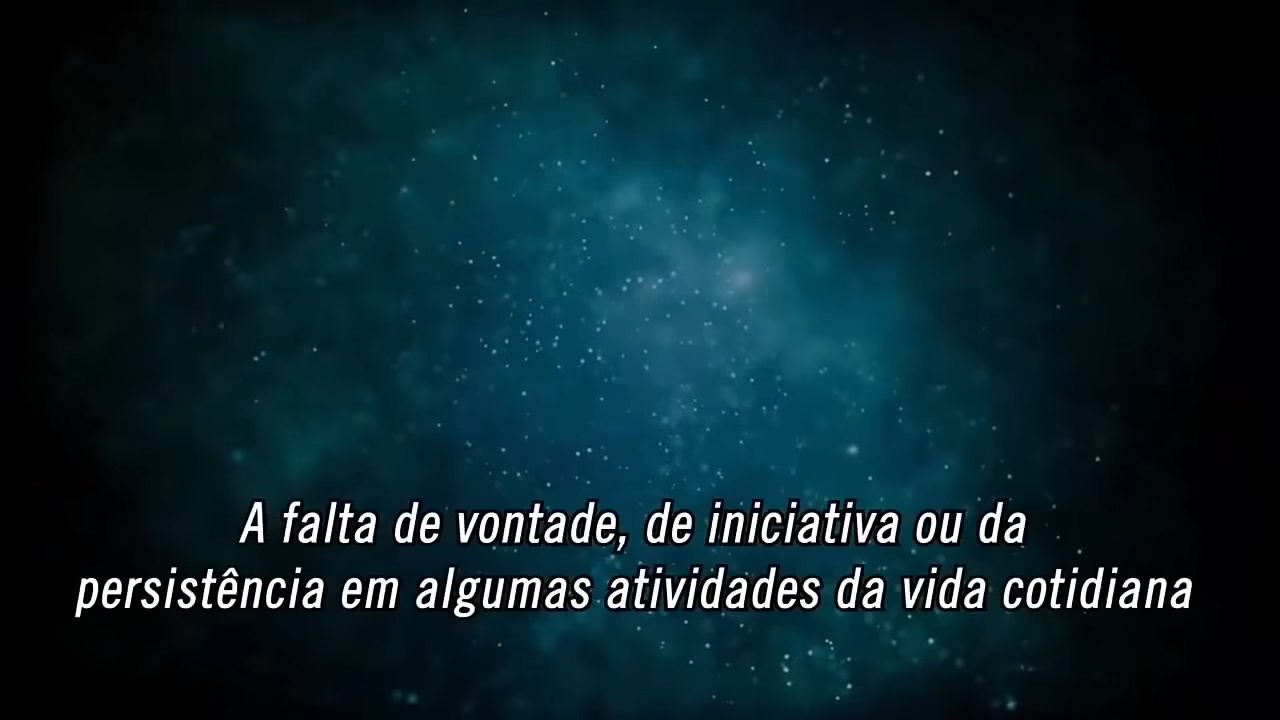 A falta de vontade, de iniciativa ou da
persistência em algumas atividades da vida cotidiana